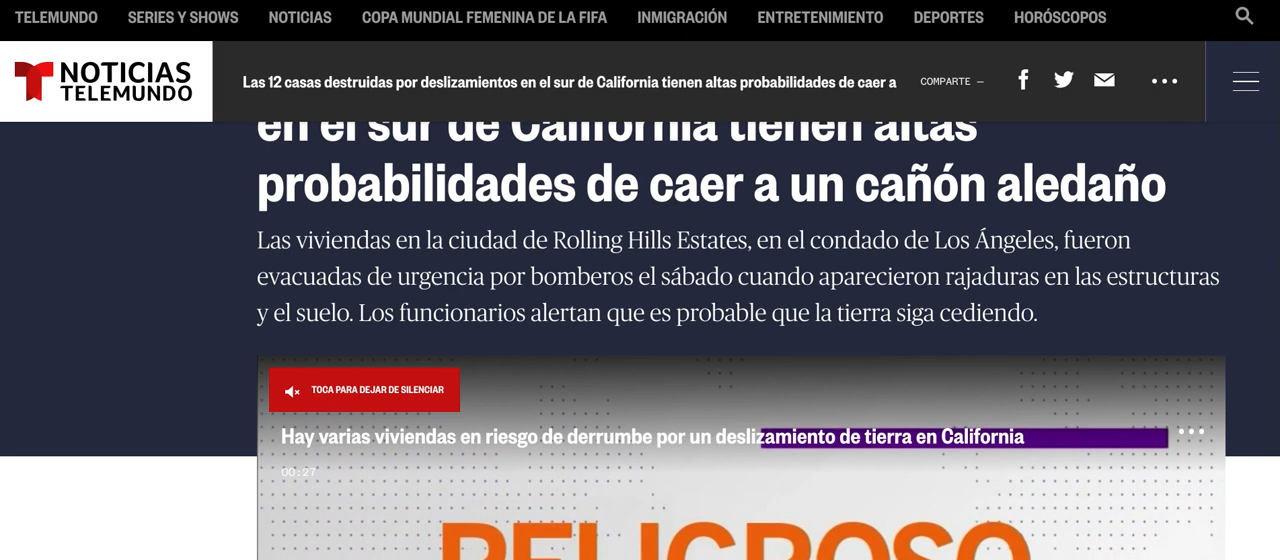 TELEMUNDO SERIES Y SHOWS NOTICIAS COPA MUNDIAL FEMENINA DE LA FIFA INMIGRACIÓN ENTRETENIMIENTO DEPORTES HORÓSCOPOS
NOTICIAS
TELEMUNDO
Las 12 casas destruidas por deslizamientos en el sur de California tienen altas probabilidades de caer a
COMPARTE —
en el sur de California tienen altas
probabilidades de caer a un cañón aledaño
Las viviendas en la ciudad de Rolling Hills Estates, en el condado de Los Ángeles, fueron
evacuadas de urgencia por bomberos el sábado cuando aparecieron rajaduras en las estructuras
y el suelo. Los funcionarios alertan que es probable que la tierra siga cediendo.
TOCA PARA DEJAR DE SILENCIAR
Hay varias viviendas en riesgo de derrumbe por un deslizamiento de tierra en California
00:27
PELIGROSO